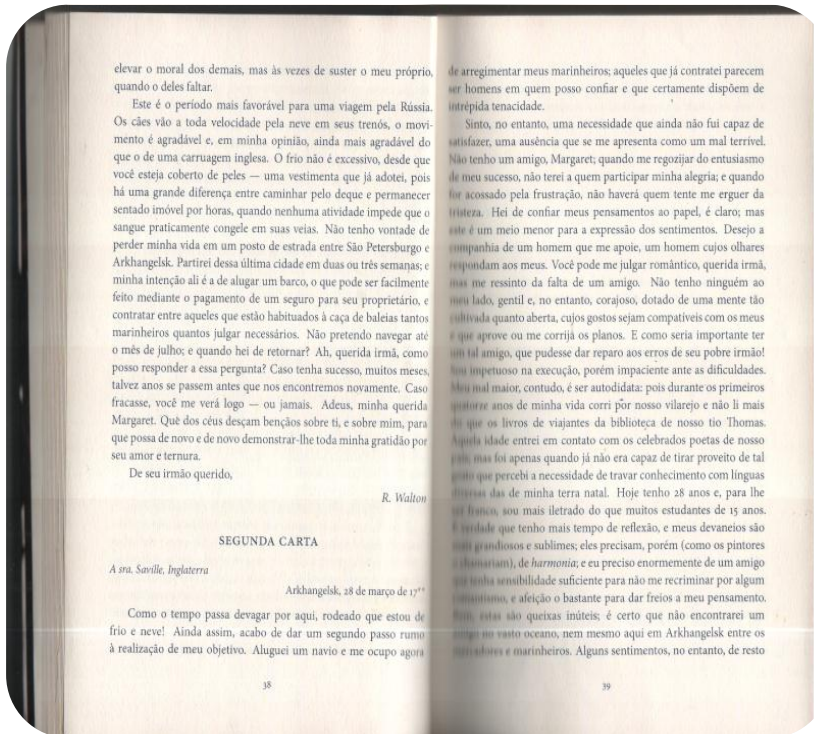 elevar o moral dos demais, mas às vezes de suster o meu próprio,
quando o deles faltar.
Este é o período mais favorável para uma viagem pela Rússia.
Os cães vão a toda velocidade pela neve em seus trenós, o movi-
mento é agradável e, em minha opinião, ainda mais agradável do
que o de uma carruagem inglesa. O frio não é excessivo, desde que
você esteja coberto de peles — uma vestimenta que já adotei, pois
há uma grande diferença entre caminhar pelo deque e permanecer
sentado imóvel por horas, quando nenhuma atividade impede que o
sangue praticamente congele em suas veias. Não tenho vontade de
perder minha vida em um posto de estrada entre São Petersburgo e
Arkhangelsk. Partirei dessa última cidade em duas ou três semanas; e
minha intenção ali é a de alugar um barco, o que pode ser facilmente
feito mediante o pagamento de um seguro para seu proprietário, e
contratar entre aqueles que estão habituados à caça de baleias tantos
marinheiros quantos julgar necessários. Não pretendo navegar até
o mês de julho; e quando hei de retornar? Ah, querida irmã, como
posso responder a essa pergunta? Caso tenha sucesso, muitos meses,
talvez anos se passem antes que nos encontremos novamente. Caso
fracasse, você me verá logo — ou jamais. Adeus, minha querida
Margaret. Que dos céus desçam bençãos sobre ti, e sobre mim, para
que possa de novo e de novo demonstrar-lhe toda minha gratidão por
seu amor e ternura.
De seu irmão querido,
R. Walton
SEGUNDA CARTA
A sra. Saville, Inglaterra
Arkhangelsk, 28 de março de 17**
Como o tempo passa devagar por aqui, rodeado que estou de
frio e neve! Ainda assim, acabo de dar um segundo passo rumo
à realização de meu objetivo. Aluguei um navio e me ocupo agora
38
de arregimentar meus marinheiros; aqueles que já contratei parecem
ser homens em quem posso confiar e que certamente dispõem de
intrépida tenacidade.
Sinto, no entanto, uma necessidade que ainda não fui capaz de
satisfazer, uma ausência que se me apresenta como um mal terrível.
Não tenho um amigo, Margaret; quando me regozijar do entusiasmo
de meu sucesso, não terei a quem participar minha alegria; e quando
for acossado pela frustração, não haverá quem tente me erguer da
tristeza. Hei de confiar meus pensamentos ao papel, é claro; mas
este é um meio menor para a expressão dos sentimentos. Desejo a
companhia de um homem que me apoie, um homem cujos olhares
respondam aos meus. Você pode me julgar romântico, querida irmã,
mas me ressinto da falta de um amigo. Não tenho ninguém ao
meu lado, gentil e, no entanto, corajoso, dotado de uma mente tão
cultivada quanto aberta, cujos gostos sejam compatíveis com os meus
e que aprove ou me corrija os planos. E como seria importante ter
um tal amigo, que pudesse dar reparo aos erros de seu pobre irmão!
Sou impetuoso na execução, porém impaciente ante as dificuldades.
Meu mal maior, contudo, é ser autodidata: pois durante os primeiros
quatorze anos de minha vida corri por nosso vilarejo e não li mais
do que os livros de viajantes da biblioteca de nosso tio Thomas.
Aquela idade entrei em contato com os celebrados poetas de nosso
país; mas foi apenas quando já não era capaz de tirar proveito de tal
gosto que percebi a necessidade de travar conhecimento com línguas
diversas das de minha terra natal. Hoje tenho 28 anos e, para lhe
ser franco, sou mais iletrado do que muitos estudantes de 15 anos.
É verdade que tenho mais tempo de reflexão, e meus devaneios são
mais grandiosos e sublimes; eles precisam, porém (como os pintores
o chamariam), de harmonia; e eu preciso enormemente de um amigo
que tenha sensibilidade suficiente para não me recriminar por algum
romantismo, e afeição o bastante para dar freios a meu pensamento.
Bem, estas são queixas inúteis; é certo que não encontrarei um
amigo no vasto oceano, nem mesmo aqui em Arkhangelsk entre os
mercadores e marinheiros. Alguns sentimentos, no entanto, de resto
39